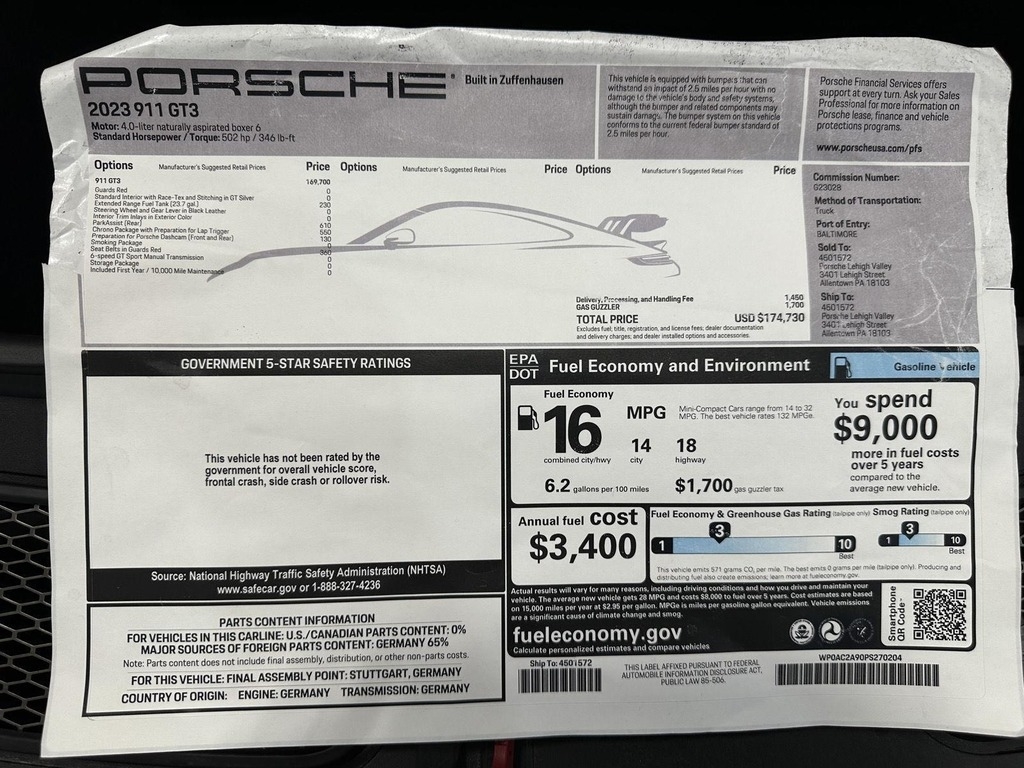 PORSCHE® Built in Zuffenhausen
2023 911 GT3
Motor: 4.0-liter naturally aspirated boxer 6
Standard Horsepower / Torque: 502 hp / 346 lb-ft
This vehicle is equipped with bumpers that can
withstand an impact of 2.5 miles per hour with no
damage to the vehicle's body and safety systems,
although the bumper and related components may
sustain damage. The bumper system on this vehicle
conforms to the current federal bumper standard of
2.5 miles per hour.
Porsche Financial Services offers
support at every turn. Ask your Sales
Professional for more information on
Porsche lease, finance and vehicle
protections programs.
www.porscheusa.com/pfs
Options Manufacturer's Suggested Retail Prices Price Options Manufacturer's Suggested Retail Prices Price Options Manufacturer's Suggested Retail Prices Price
911 GT3 169,700
Guards Red 0
Standard Interior with Race-Tex and Stitching in GT Silver 0
Extended Range Fuel Tank (23.7 gal.) 230
Steering Wheel and Gear Lever in Black Leather 0
Interior Trim Inlays in Exterior Color 0
ParkAssist (Rear) 610
Chrono Package with Preparation for Lap Trigger 550
Preparation for Porsche Dashcam (Front and Rear) 130
Smoking Package 0
Seat Belts in Guards Red 360
6-speed GT Sport Manual Transmission 0
Storage Package 0
Included First Year / 10,000 Mile Maintenance 0
Delivery, Processing, and Handling Fee 1,450
GAS GUZZLER 1,700
TOTAL PRICE USD $174,730
Excludes fuel; title, registration, and license fees; dealer documentation
and delivery charges; and dealer installed options and accessories.
Commission Number:
G23028
Method of Transportation:
Truck
Port of Entry:
BALTIMORE
Sold To:
4501572
Porsche Lehigh Valley
3401 Lehigh Street
Allentown PA 18103
Ship To:
4501572
Porsche Lehigh Valley
3401 Lehigh Street
Allentown PA 18103
GOVERNMENT 5-STAR SAFETY RATINGS
This vehicle has not been rated by the
government for overall vehicle score,
frontal crash, side crash or rollover risk.
Source: National Highway Traffic Safety Administration (NHTSA)
www.safecar.gov or 1-888-327-4236
PARTS CONTENT INFORMATION
FOR VEHICLES IN THIS CARLINE: U.S./CANADIAN PARTS CONTENT: 0%
MAJOR SOURCES OF FOREIGN PARTS CONTENT: GERMANY 65%
Note: Parts content does not include final assembly, distribution, or other non-parts costs.
FOR THIS VEHICLE: FINAL ASSEMBLY POINT: STUTTGART, GERMANY
COUNTRY OF ORIGIN: ENGINE: GERMANY TRANSMISSION: GERMANY
EPA
DOT
Fuel Economy and Environment
Gasoline Vehicle
Fuel Economy
16 MPG
combined city/hwy
14
city
18
highway
Mini-Compact Cars range from 14 to 32
MPG. The best vehicle rates 132 MPGe.
6.2 gallons per 100 miles
$1,700 gas guzzler tax
You spend
$9,000
more in fuel costs
over 5 years
compared to the
average new vehicle.
Annual fuel cost
$3,400
Fuel Economy & Greenhouse Gas Rating (tailpipe only)
1 3 10
Best
Smog Rating (tailpipe only)
1 3 10
Best
This vehicle emits 571 grams CO2 per mile. The best emits 0 grams per mile (tailpipe only). Producing and
distributing fuel also create emissions; learn more at fueleconomy.gov.
Actual results will vary for many reasons, including driving conditions and how you drive and maintain your
vehicle. The average new vehicle gets 28 MPG and costs $8,000 to fuel over 5 years. Cost estimates are based
on 15,000 miles per year at $2.95 per gallon. MPGe is miles per gasoline gallon equivalent. Vehicle emissions
are a significant cause of climate change and smog.
fueleconomy.gov
Calculate personalized estimates and compare vehicles
Smartphone
QR Code
Ship To: 4501572
THIS LABEL AFFIXED PURSUANT TO FEDERAL
AUTOMOBILE INFORMATION DISCLOSURE ACT,
PUBLIC LAW 85-506.
WP0AC2A90PS270204